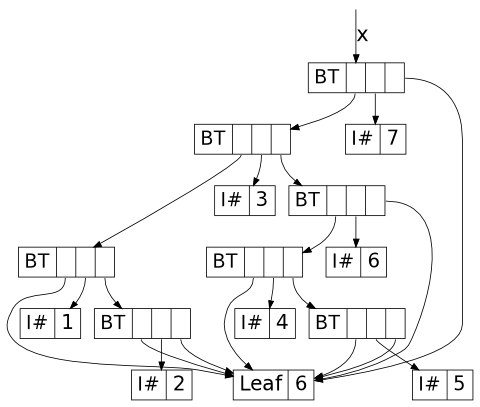 x
BT
BT
I# 7
I# 3
BT
BT
BT
I# 6
I# 1
BT
I# 4
BT
I# 2
Leaf 6
I# 5